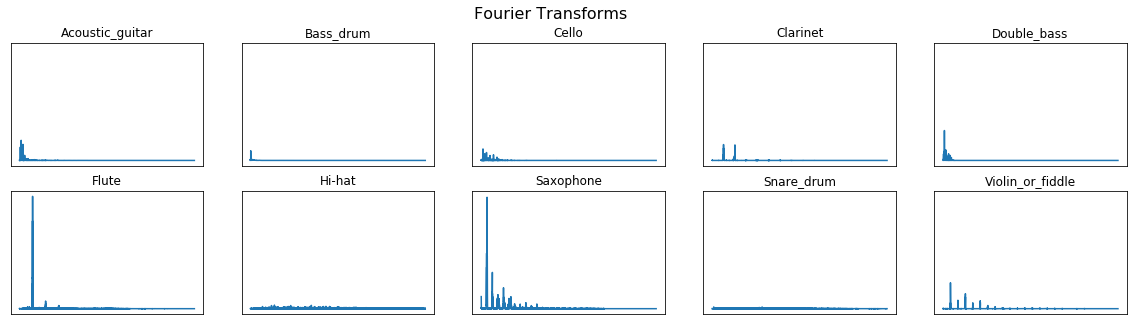 Fourier Transforms
Acoustic_guitar
Bass_drum
Cello
Clarinet
Double_bass
Flute
Hi-hat
Saxophone
Snare_drum
Violin_or_fiddle